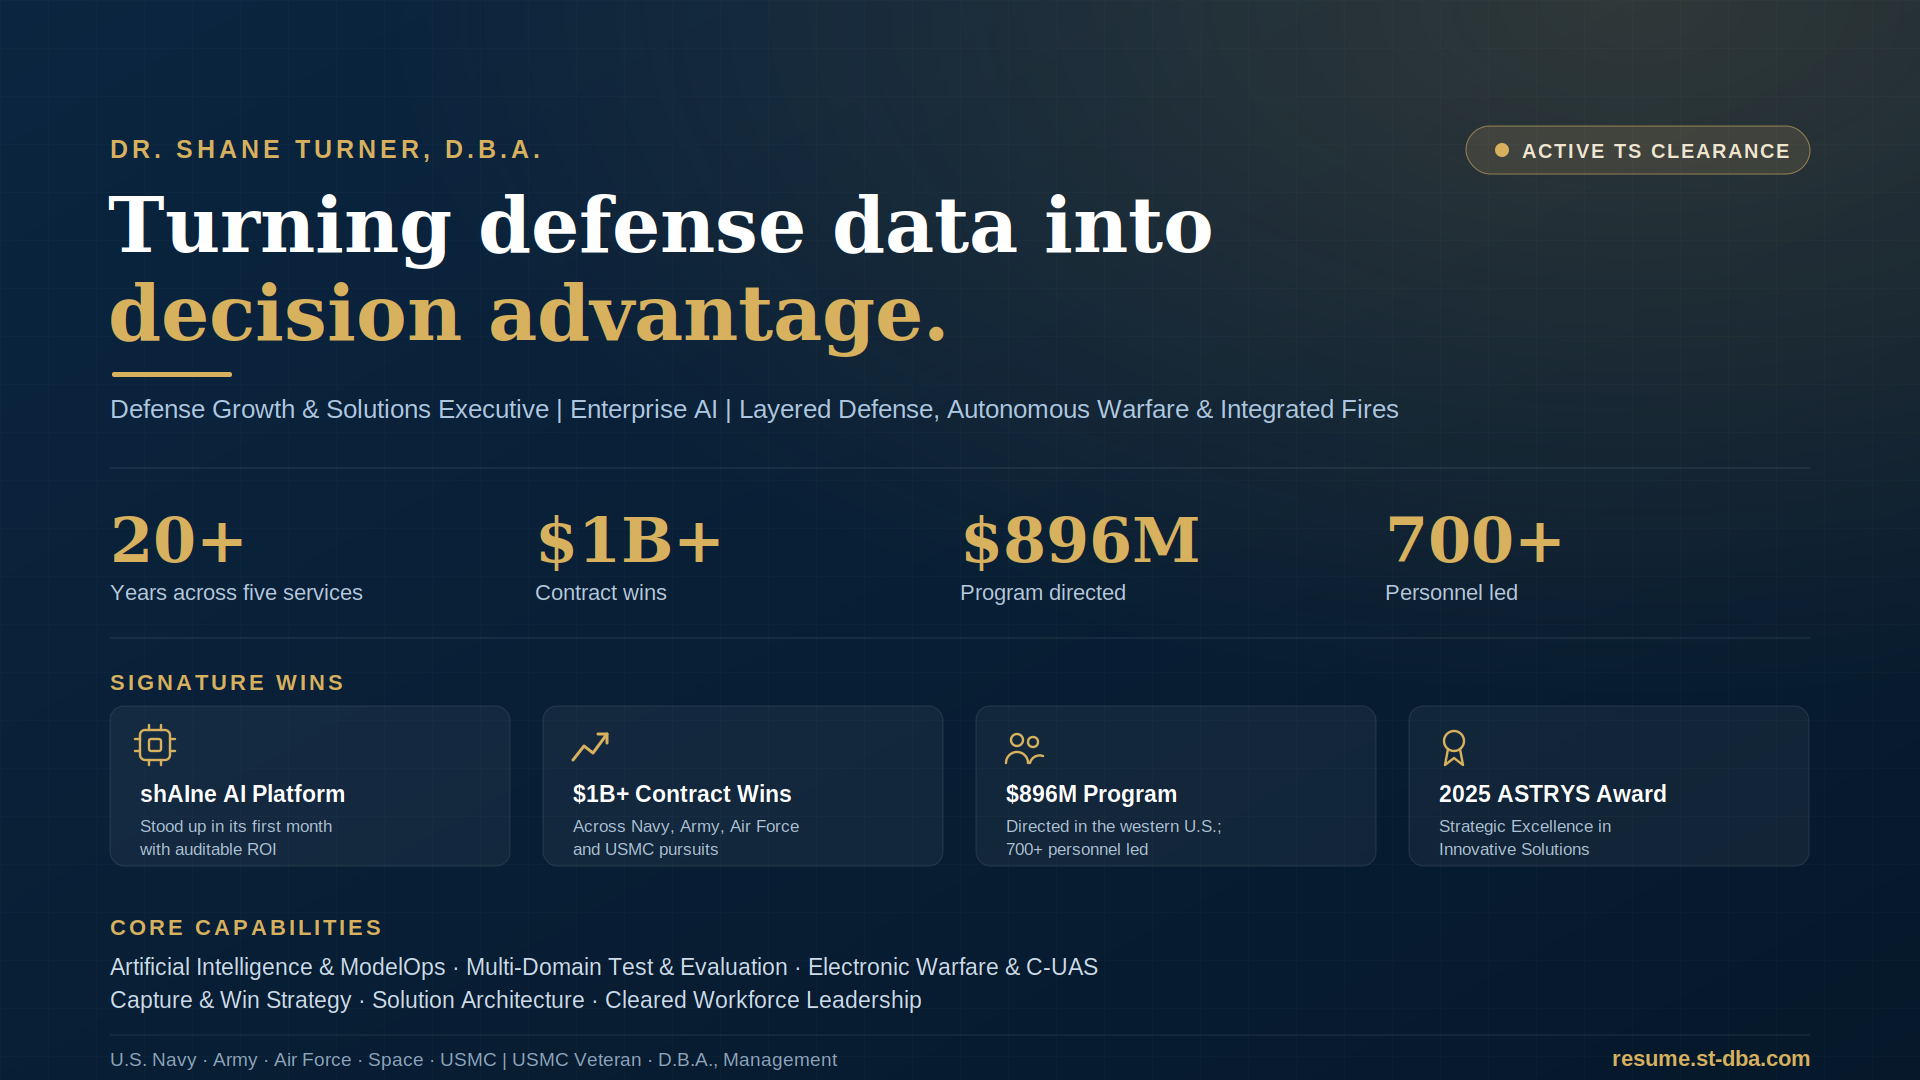 DR. SHANE TURNER, D.B.A.
ACTIVE TS CLEARANCE
Turning defense data into
decision advantage.
Defense Growth & Solutions Executive | Enterprise AI | Layered Defense, Autonomous Warfare & Integrated Fires
20+
Years across five services
$1B+
Contract wins
$896M
Program directed
700+
Personnel led
SIGNATURE WINS
shAIne AI Platform
Stood up in its first month
with auditable ROI
$1B+ Contract Wins
Across Navy, Army, Air Force
and USMC pursuits
$896M Program
Directed in the western U.S.;
700+ personnel led
2025 ASTRYS Award
Strategic Excellence in
Innovative Solutions
CORE CAPABILITIES
Artificial Intelligence & ModelOps · Multi-Domain Test & Evaluation · Electronic Warfare & C-UAS
Capture & Win Strategy · Solution Architecture · Cleared Workforce Leadership
U.S. Navy · Army · Air Force · Space · USMC | USMC Veteran · D.B.A., Management
resume.st-dba.com